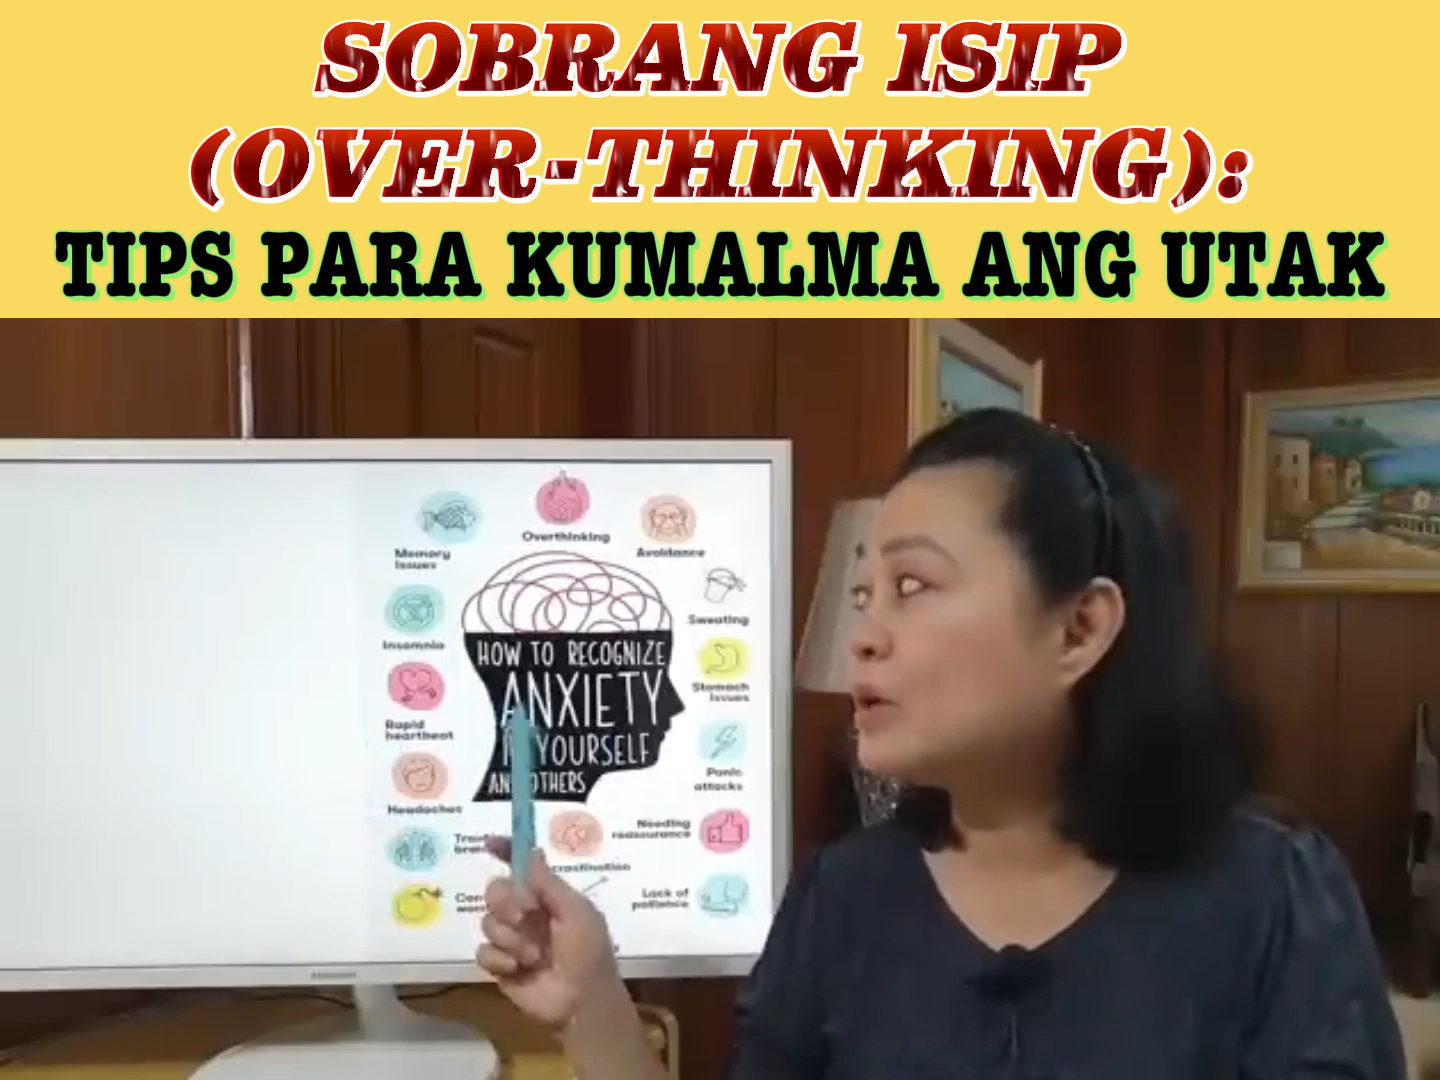 SOBRANG ISIP
(OVER-THINKING):
TIPS PARA KUMALMA ANG UTAK
Memory
Issues
Overthinking
Avoidance
Sweating
Insomnia
Stomach
Issues
Rapid
heartbeat
HOW TO RECOGNIZE
ANXIETY
YOURSELF
OTHERS
Panic
attacks
Headaches
Needing
reassurance
Lack of
patience